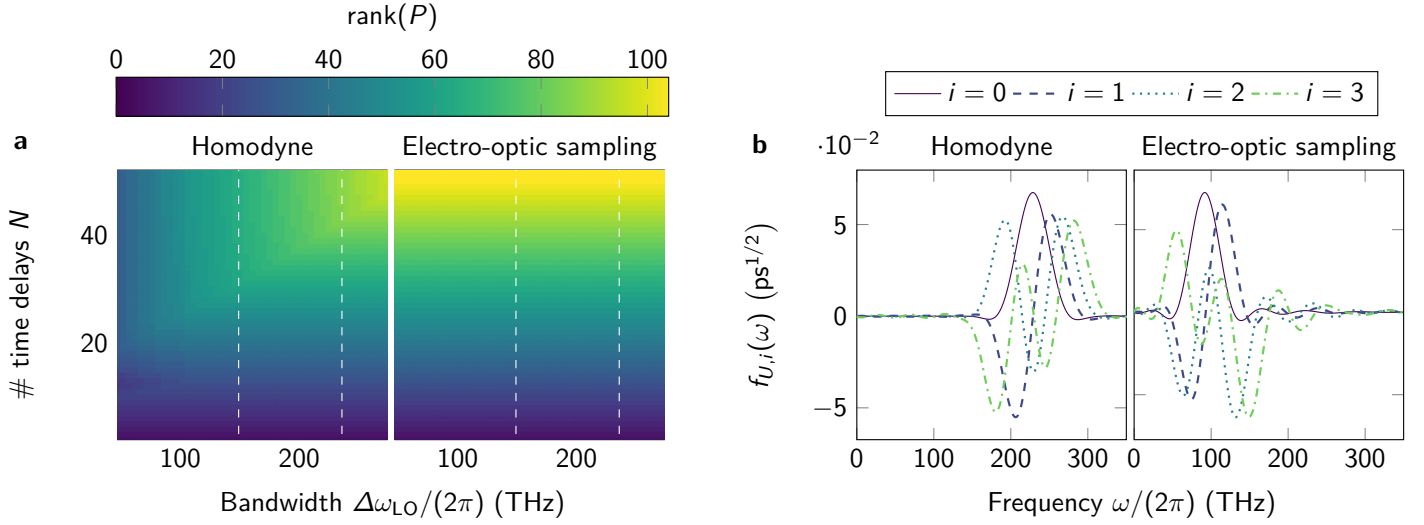 rank(P)
0 20 40 60 80 100
a
Homodyne
Electro-optic sampling
# time delays N
40
20
100 200 100 200
Bandwidth Δω_LO/(2π) (THz)
i = 0 i = 1 i = 2 i = 3
b
·10⁻²
Homodyne
Electro-optic sampling
f_{U,i}(ω) (ps^{1/2})
5
0
−5
0 100 200 300 0 100 200 300
Frequency ω/(2π) (THz)